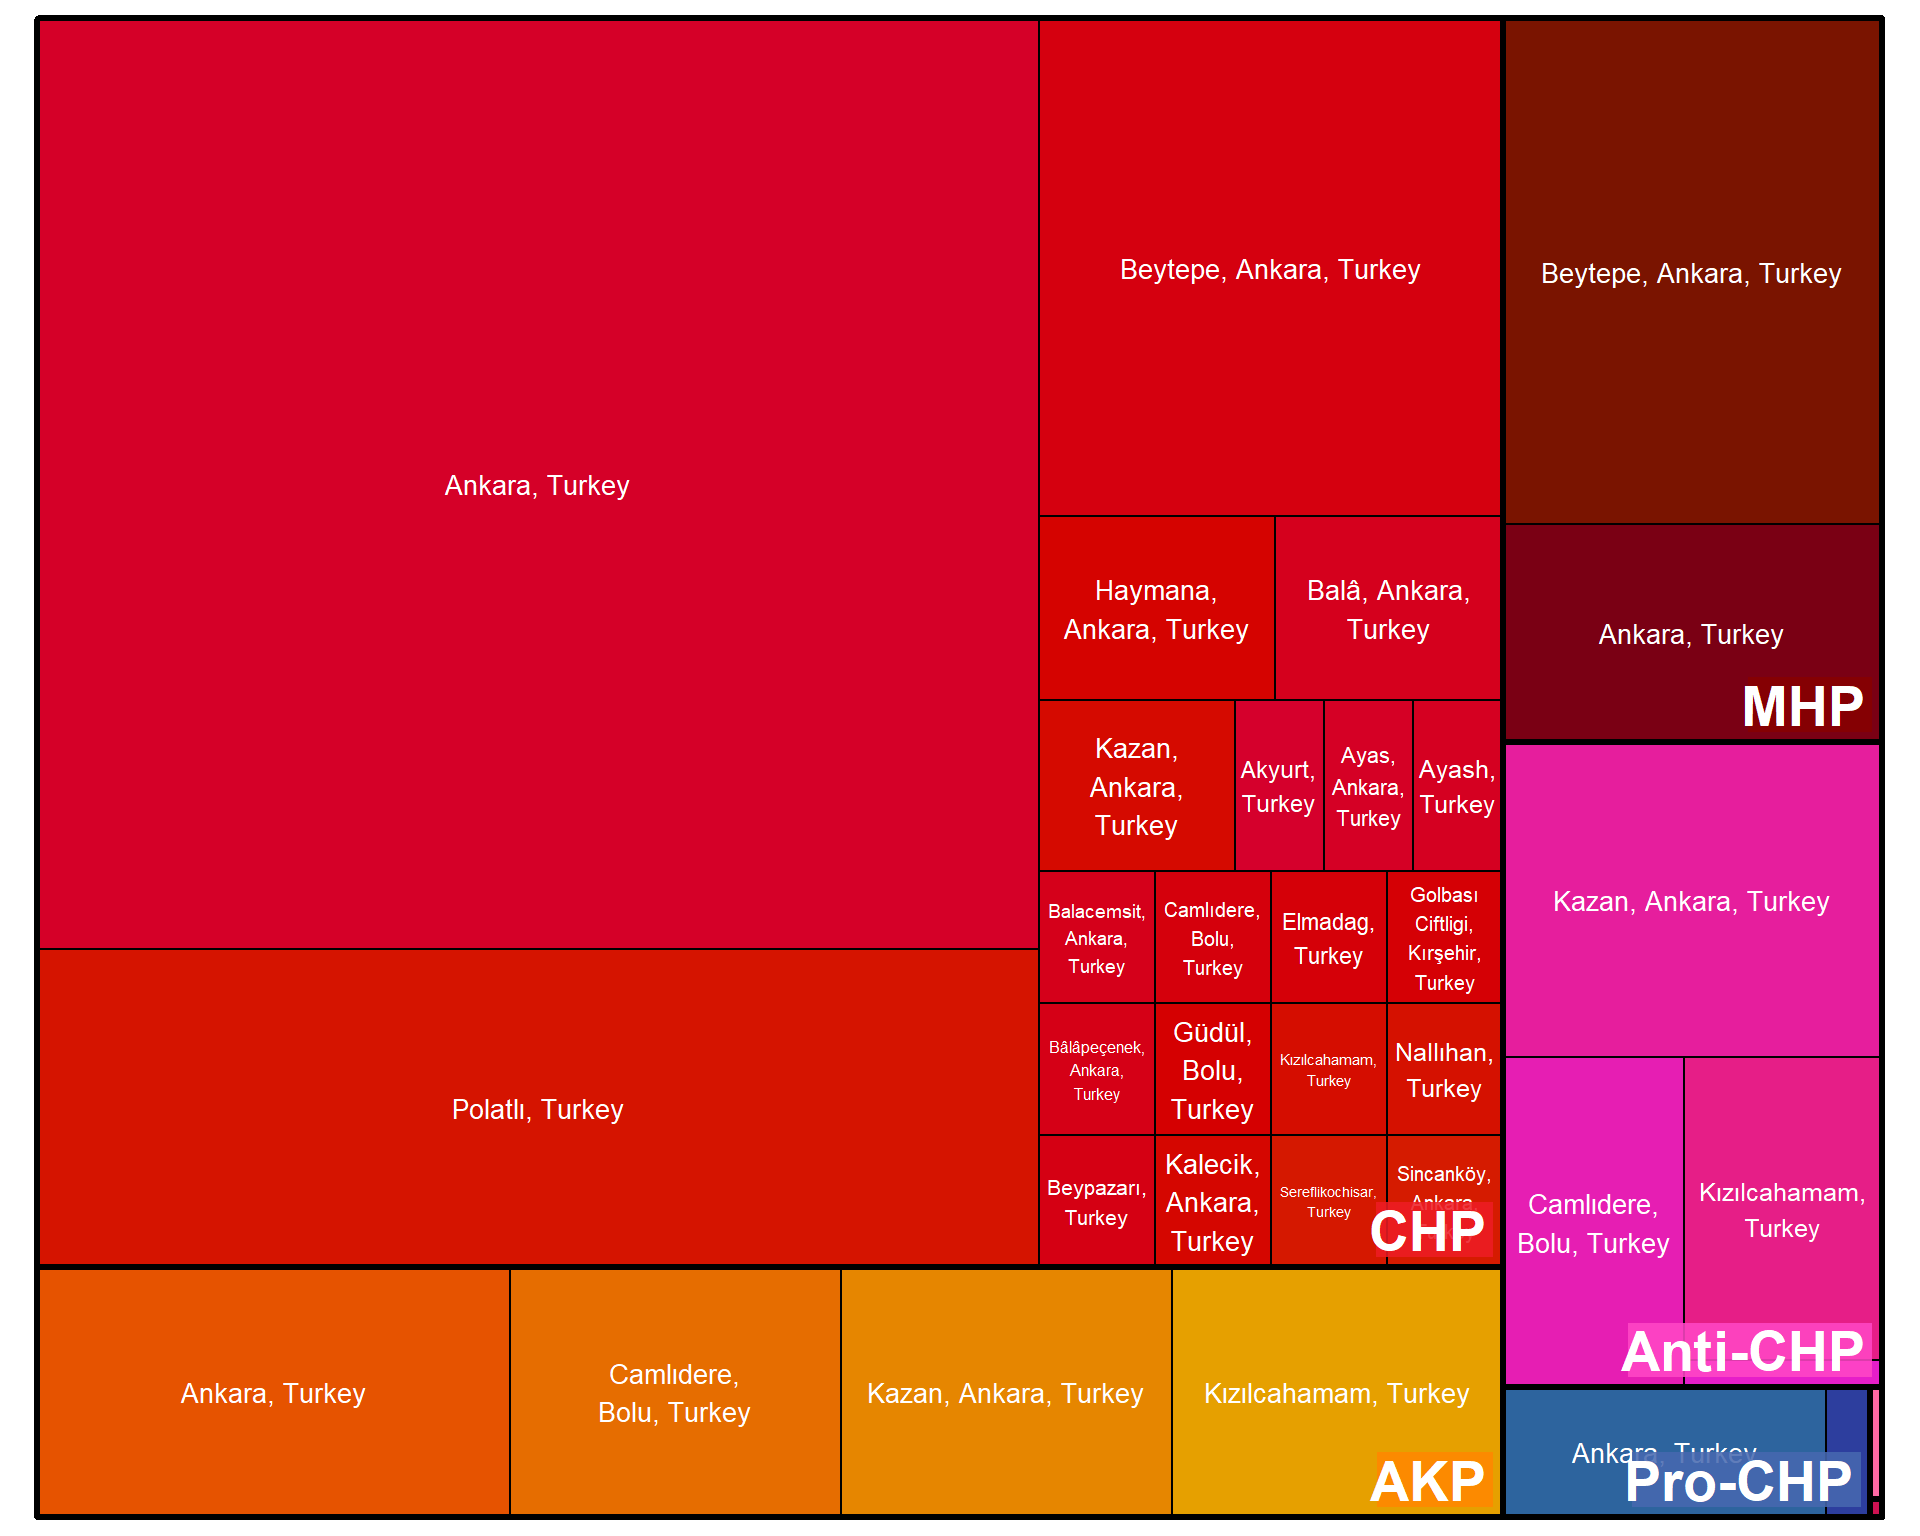 Ankara, Turkey
Polatlı, Turkey
Beytepe, Ankara, Turkey
Haymana,
Ankara, Turkey
Balâ, Ankara,
Turkey
Kazan,
Ankara,
Turkey
Akyurt,
Turkey
Ayas,
Ankara,
Turkey
Ayash,
Turkey
Balacemsit,
Ankara,
Turkey
Camlıdere,
Bolu,
Turkey
Elmadag,
Turkey
Golbası
Ciftligi,
Kırşehir,
Turkey
Bâlâpeçenek,
Ankara,
Turkey
Güdül,
Bolu,
Turkey
Kızılcahamam,
Turkey
Nallıhan,
Turkey
Beypazarı,
Turkey
Kalecik,
Ankara,
Turkey
Sereflikochisar,
Turkey
Sincanköy,
Ankara,
CHP
Ankara, Turkey
Camlıdere,
Bolu, Turkey
Kazan, Ankara, Turkey
Kızılcahamam, Turkey
AKP
Beytepe, Ankara, Turkey
Ankara, Turkey
MHP
Kazan, Ankara, Turkey
Camlıdere,
Bolu, Turkey
Kızılcahamam,
Turkey
Anti-CHP
Ankara, Turkey
Pro-CHP